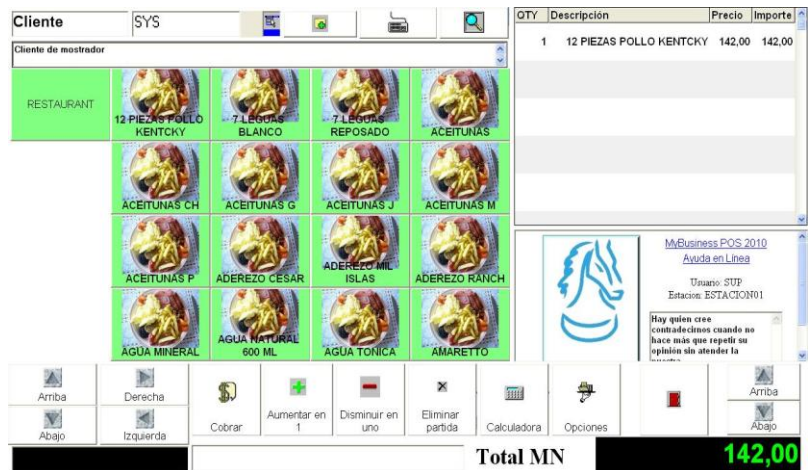 Cliente SYS
Cliente de mostrador
RESTAURANT
12 PIEZAS POLLO
KENTCKY
7 LEGUAS
BLANCO
7 LEGUAS
REPOSADO
ACEITUNAS
ACEITUNAS CH
ACEITUNAS G
ACEITUNAS J
ACEITUNAS M
ACEITUNAS P
ADEREZO CESAR
ADEREZO MIL
ISLAS
ADEREZO RANCH
AGUA MINERAL
AGUA NATURAL
600 ML
AGUA TONICA
AMARETTO
QTY Descripción Precio Importe
1 12 PIEZAS POLLO KENTCKY 142,00 142,00
MyBusiness POS 2010
Ayuda en Línea
Usuario: SUP
Estacion: ESTACION01
Hay quien cree
contradecirnos cuando no
hace más que repetir su
opinión sin atender la
Arriba
Abajo
Derecha
Izquierda
Cobrar
Aumentar en
1
Disminuir en
uno
Eliminar
partida
Calculadora
Opciones
Arriba
Abajo
Total MN 142,00